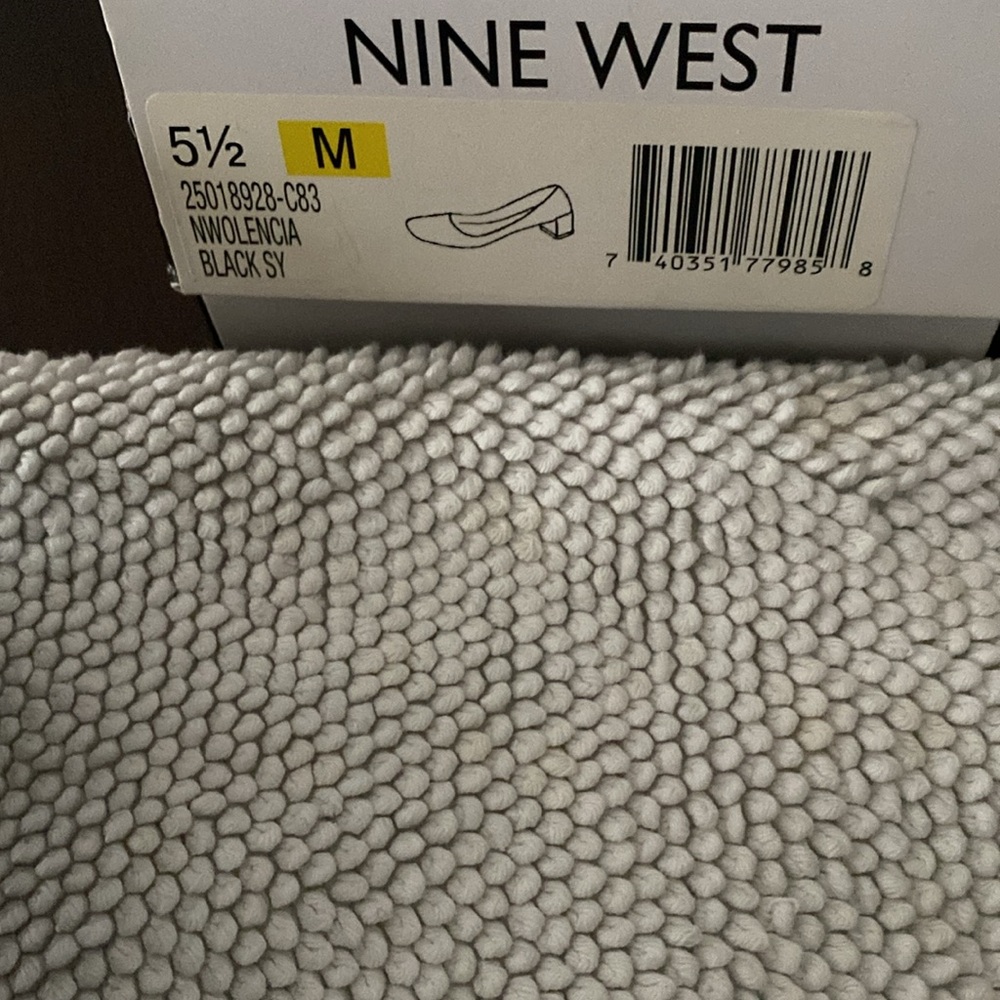 NINE WEST
5½ M
25018928-C83
NWOLENCIA
BLACK SY
7 40351 77985 8